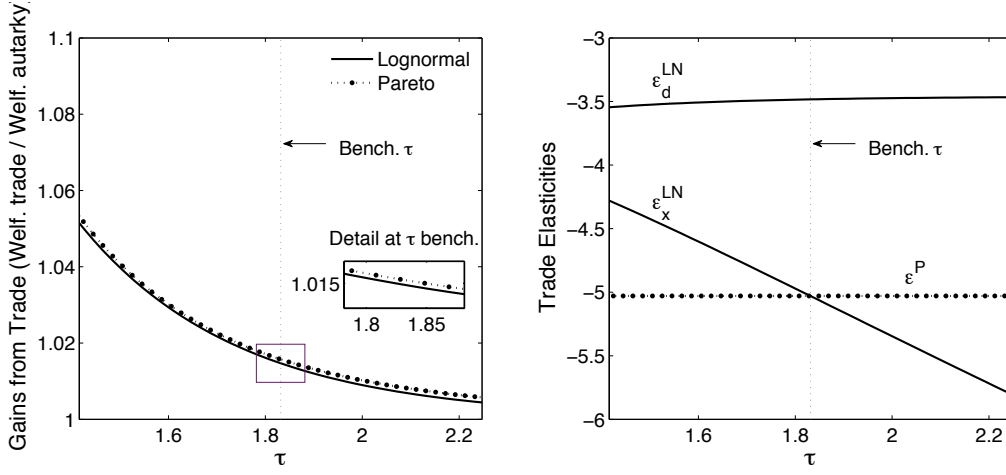 Gains from Trade (Welf. trade / Welf. autarky)
1.1
1.08
1.06
1.04
1.02
1
1.6
1.8
2
2.2
τ
Lognormal
Pareto
Bench. τ
Detail at τ bench.
1.015
1.8
1.85
Trade Elasticities
-3
-3.5
-4
-4.5
-5
-5.5
-6
1.6
1.8
2
2.2
τ
ε_d^LN
Bench. τ
ε_x^LN
ε^P